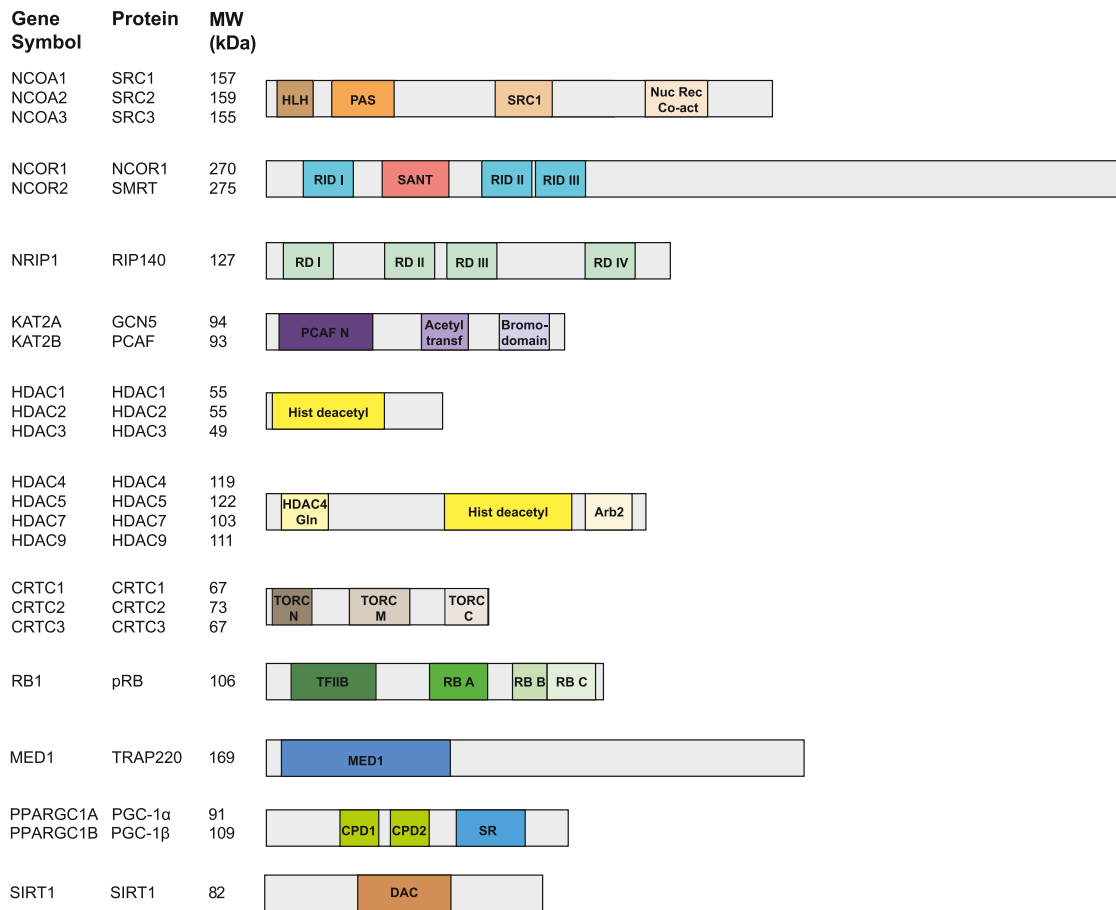 Gene Protein MW
Symbol (kDa)
NCOA1 SRC1 157
NCOA2 SRC2 159
NCOA3 SRC3 155
HLH PAS SRC1 Nuc Rec
Co-act
NCOR1 NCOR1 270
NCOR2 SMRT 275
RID I SANT RID II RID III
NRIP1 RIP140 127
RD I RD II RD III RD IV
KAT2A GCN5 94
KAT2B PCAF 93
PCAF N Acetyl Bromo-
transf domain
HDAC1 HDAC1 55
HDAC2 HDAC2 55
HDAC3 HDAC3 49
Hist deacetyl
HDAC4 HDAC4 119
HDAC5 HDAC5 122
HDAC7 HDAC7 103
HDAC9 HDAC9 111
HDAC4 Hist deacetyl Arb2
Gln
CRTC1 CRTC1 67
CRTC2 CRTC2 73
CRTC3 CRTC3 67
TORC TORC TORC
N M C
RB1 pRB 106
TFIIB RB A RB B RB C
MED1 TRAP220 169
MED1
PPARGC1A PGC-1α 91
PPARGC1B PGC-1β 109
CPD1 CPD2 SR
SIRT1 SIRT1 82
DAC